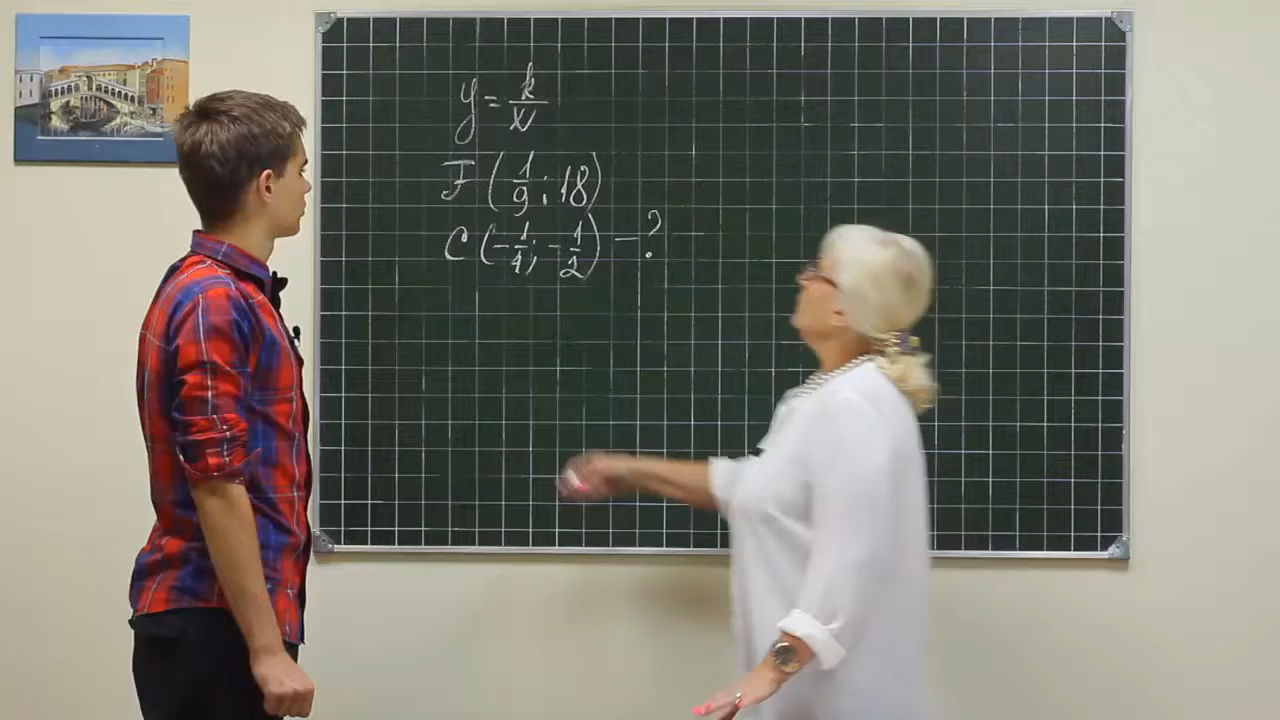 y = k/x
F (1/9 ; 18)
C (-1/4; -1/2) - ?